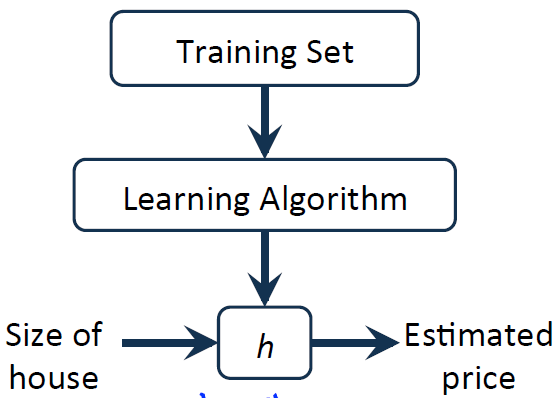 Training Set
Learning Algorithm
Size of
house
h
Estimated
price